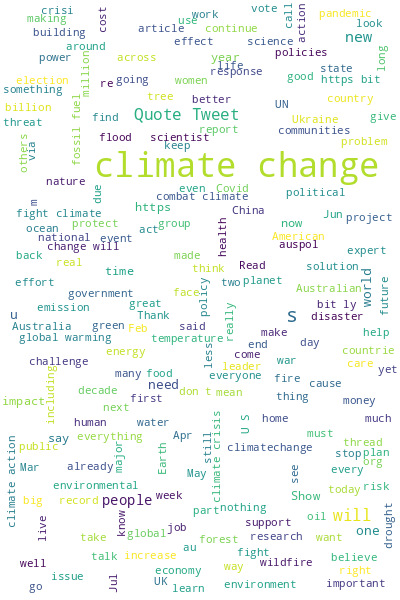 crisi
cost
work
vote
call
action
pandemic
making
article
use
continue
look
building
effect
science
new
power
around
million
across
year
life
policies
long
something
re
going
women
response
good
state
https bit
election
fossil fuel
tree
better
UN
country
billion
Quote Tweet
Ukraine
give
threat
find
report
communities
others
via
flood
scientist
problem
keep
climate change
nature
due
even
Covid
political
m
combat climate
fight climate
https
China
Jun
project
ocean
protect
group
health
now
national
event
act
American
change will
auspol
back
real
made
Read
expert
time
think
solution
world
effort
two
planet
future
government
face
policy
Australian
emission
great
really
bit ly
u
Thank
s
disaster
Australia
green
Feb
said
make
help
global warming
temperature
less
end
day
energy
come
war
countrie
challenge
leader
care
yet
many
food
everyone
fire
cause
including
decade
need
don t
mean
thing
money
impact
next
first
human
water
climate crisis
U S
home
much
say
everything
Apr
still
must
thread
climate action
public
major
Earth
climatechange
stop
plan
Mar
already
May
see
every
org
environmental
nothing
Show
today
risk
big
record
people
week
part
oil
will
one
drought
live
take
know
global
job
support
want
forest
research
talk
au
fight
believe
well
increase
way
wildfire
right
issue
Jul
economy
go
UK
learn
environment
important